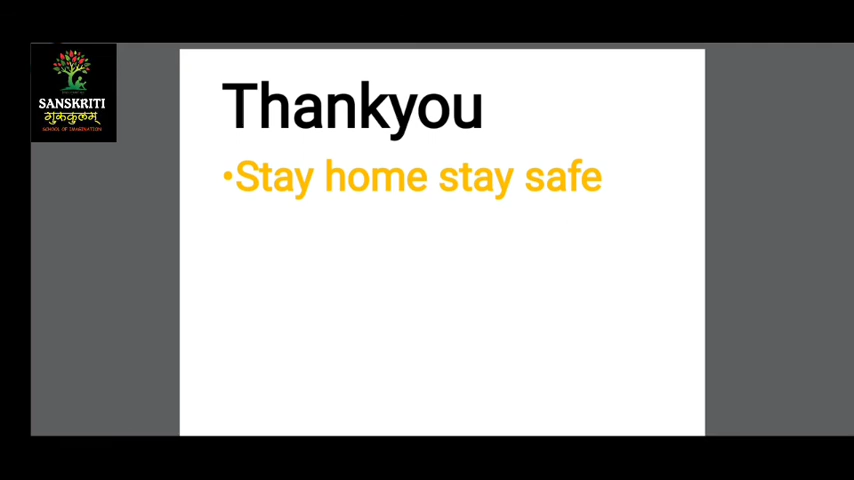 SANSKRITI
गुरुकुलम्
SCHOOL OF IMAGINATION
Thankyou
•Stay home stay safe